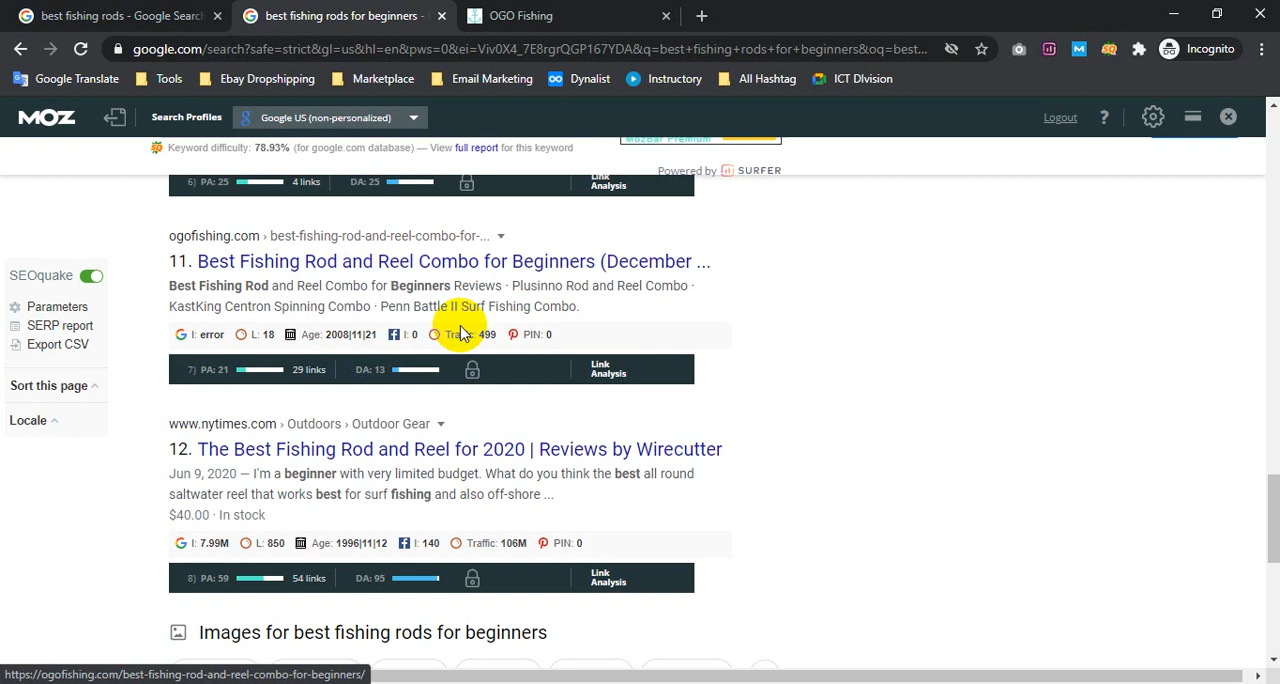 best fishing rods - Google Search
best fishing rods for beginners -
OGO Fishing
google.com/search?safe=strict&gl=us&hl=en&pws=0&ei=Viv0X4_7E8rgrQGP167YDA&q=best+fishing+rods+for+beginners&oq=best...
Incognito
Google Translate
Tools
Ebay Dropshipping
Marketplace
Email Marketing
Dynalist
Instructory
All Hashtag
ICT DIvision
MOZ
Search Profiles
Google US (non-personalized)
Logout
?
Keyword difficulty: 78.93% (for google.com database) — View full report for this keyword
MozBar Premium
Powered by SURFER
6) PA: 25 4 links DA: 25 Link
Analysis
ogofishing.com › best-fishing-rod-and-reel-combo-for-...
11. Best Fishing Rod and Reel Combo for Beginners (December ...
Best Fishing Rod and Reel Combo for Beginners Reviews · Plusinno Rod and Reel Combo ·
KastKing Centron Spinning Combo · Penn Battle II Surf Fishing Combo.
I: error L: 18 Age: 2008|11|21 I: 0 Traffic: 499 PIN: 0
7) PA: 21 29 links DA: 13 Link
Analysis
www.nytimes.com › Outdoors › Outdoor Gear
12. The Best Fishing Rod and Reel for 2020 | Reviews by Wirecutter
Jun 9, 2020 — I'm a beginner with very limited budget. What do you think the best all round
saltwater reel that works best for surf fishing and also off-shore ...
$40.00 · In stock
I: 7.99M L: 850 Age: 1996|11|12 I: 140 Traffic: 106M PIN: 0
8) PA: 59 54 links DA: 95 Link
Analysis
Images for best fishing rods for beginners
SEOquake
Parameters
SERP report
Export CSV
Sort this page
Locale
https://ogofishing.com/best-fishing-rod-and-reel-combo-for-beginners/